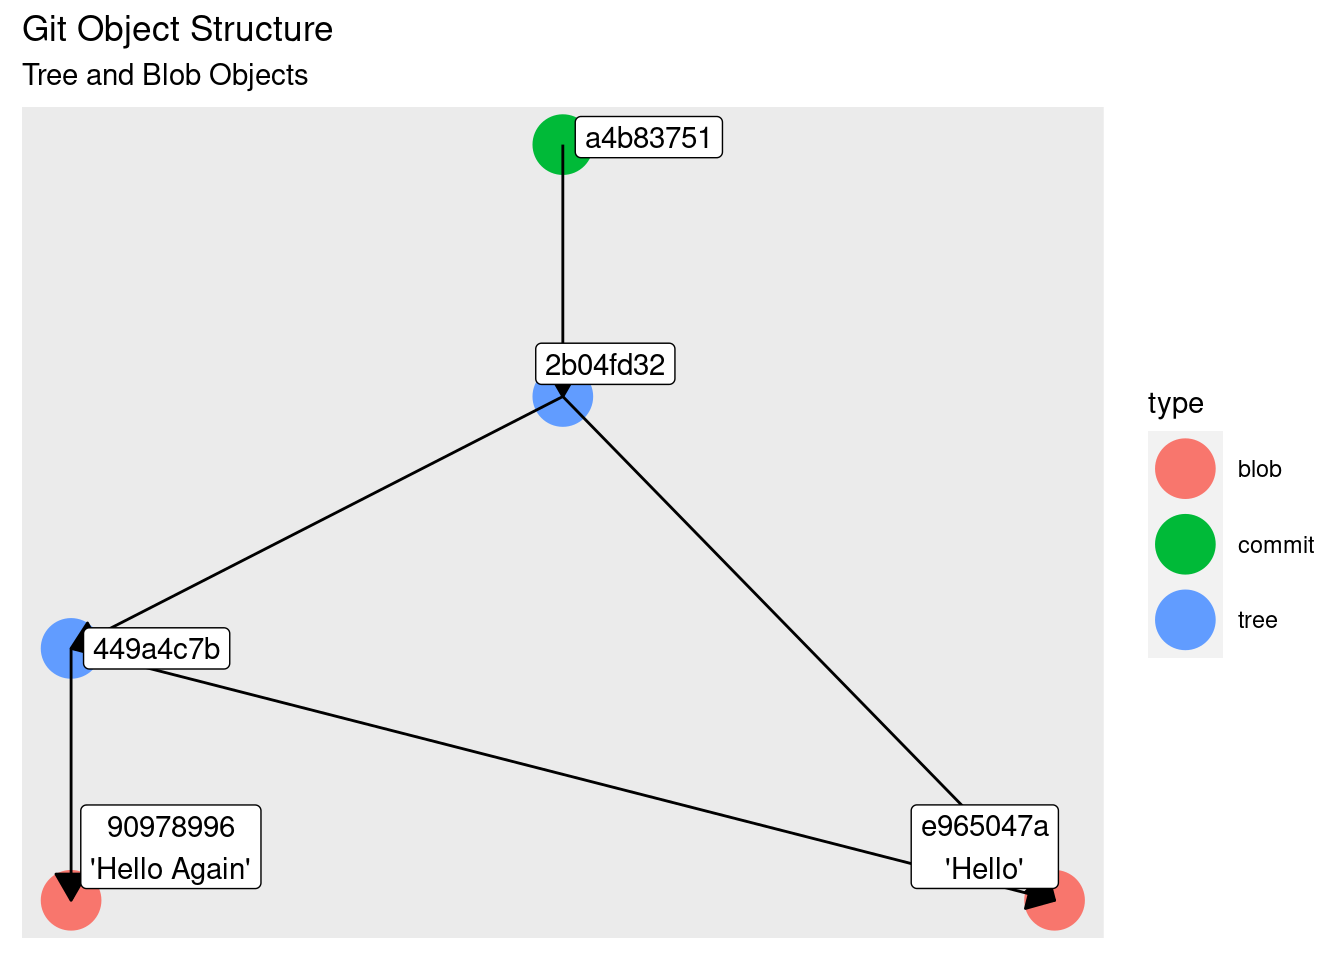 Git Object Structure
Tree and Blob Objects
a4b83751
2b04fd32
449a4c7b
90978996
'Hello Again'
e965047a
'Hello'
type
blob
commit
tree